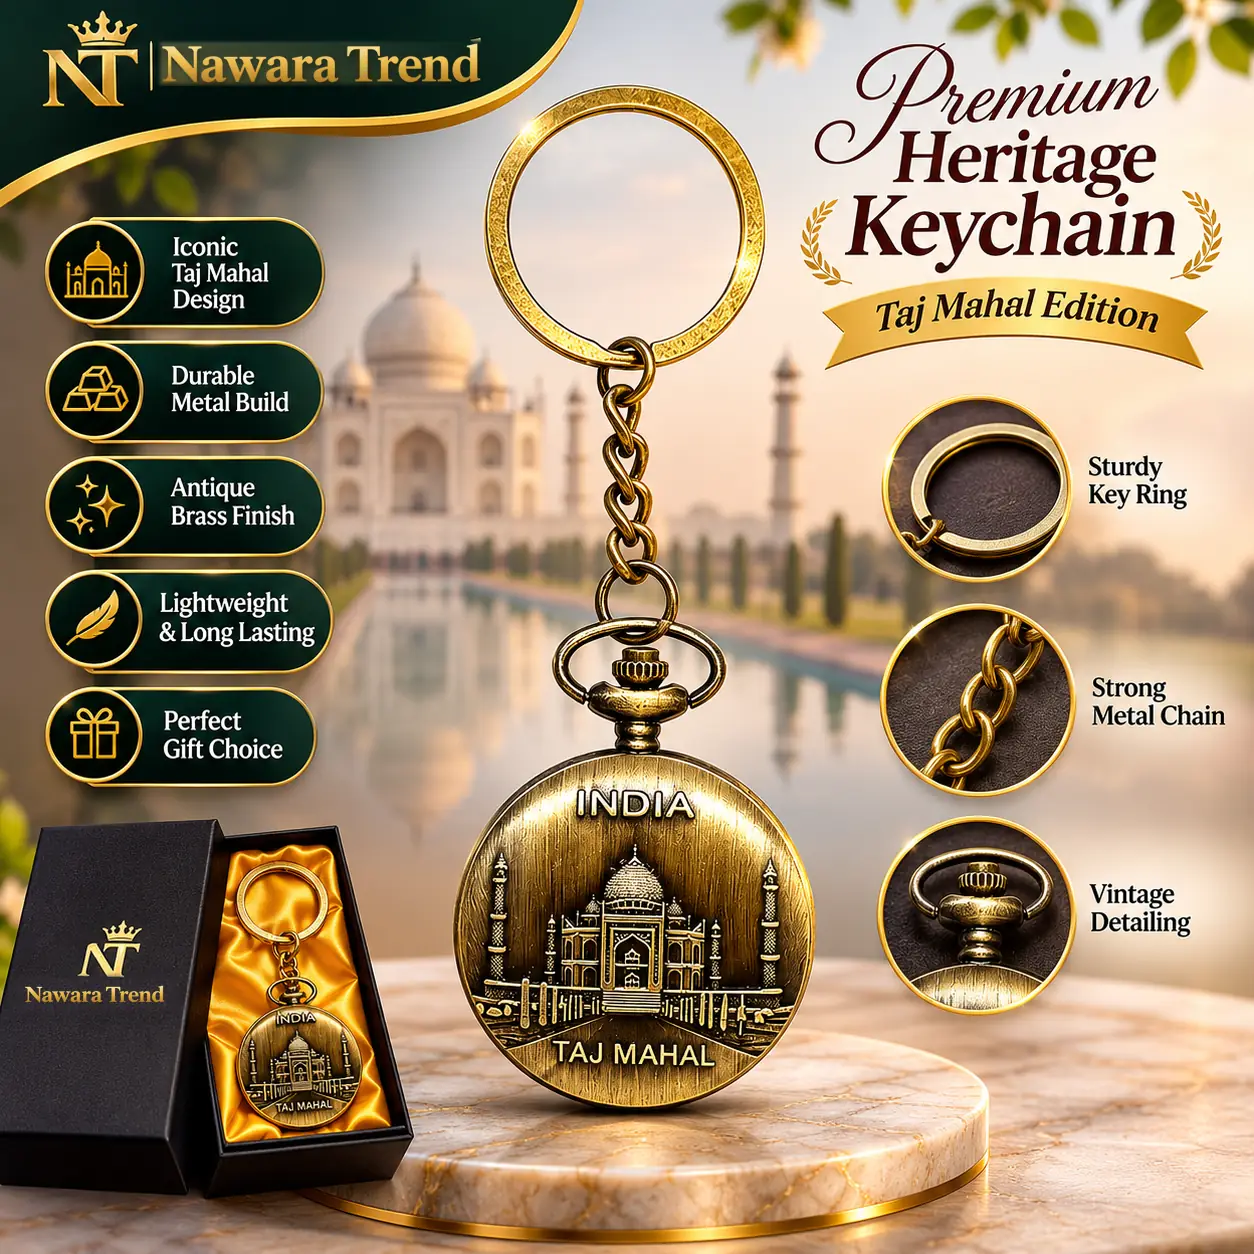 NT | Nawara Trend
Premium
Heritage
Keychain
Taj Mahal Edition
Iconic
Taj Mahal
Design
Durable
Metal Build
Antique
Brass Finish
Lightweight
& Long Lasting
Perfect
Gift Choice
Sturdy
Key Ring
Strong
Metal Chain
Vintage
Detailing
INDIA
TAJ MAHAL
NT
Nawara Trend
INDIA
TAJ MAHAL